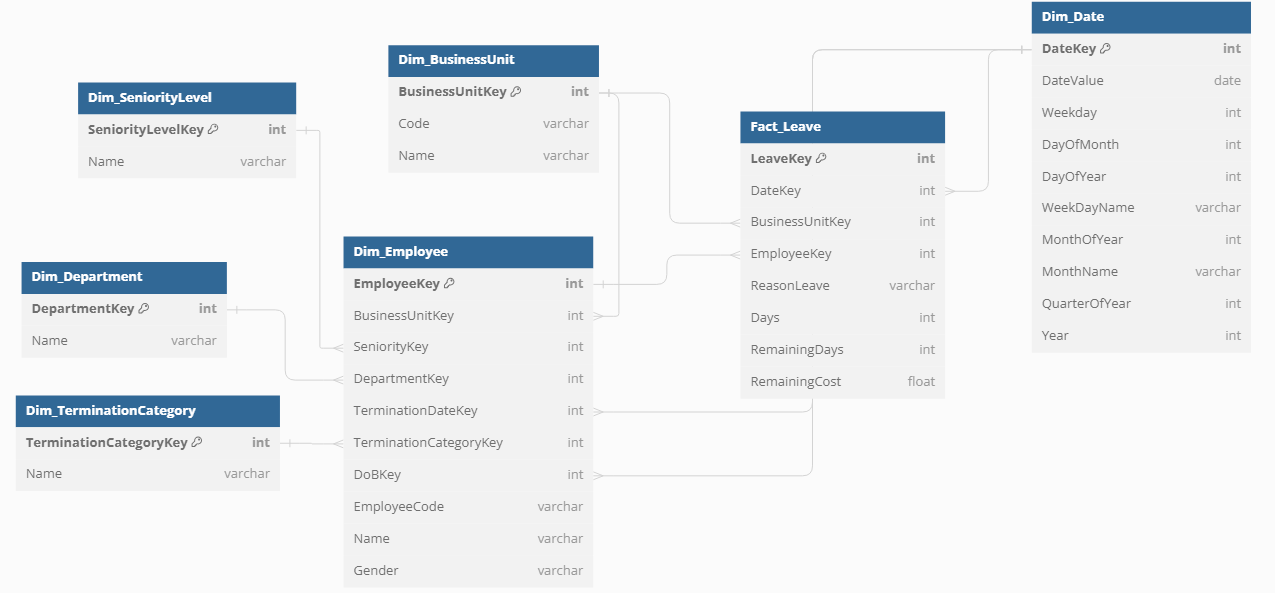 Dim_Date
DateKey int
DateValue date
Weekday int
DayOfMonth int
DayOfYear int
WeekDayName varchar
MonthOfYear int
MonthName varchar
QuarterOfYear int
Year int
Dim_BusinessUnit
BusinessUnitKey int
Code varchar
Name varchar
Dim_SeniorityLevel
SeniorityLevelKey int
Name varchar
Fact_Leave
LeaveKey int
DateKey int
BusinessUnitKey int
EmployeeKey int
ReasonLeave varchar
Days int
RemainingDays int
RemainingCost float
Dim_Employee
EmployeeKey int
BusinessUnitKey int
SeniorityKey int
DepartmentKey int
TerminationDateKey int
TerminationCategoryKey int
DoBKey int
EmployeeCode varchar
Name varchar
Gender varchar
Dim_Department
DepartmentKey int
Name varchar
Dim_TerminationCategory
TerminationCategoryKey int
Name varchar